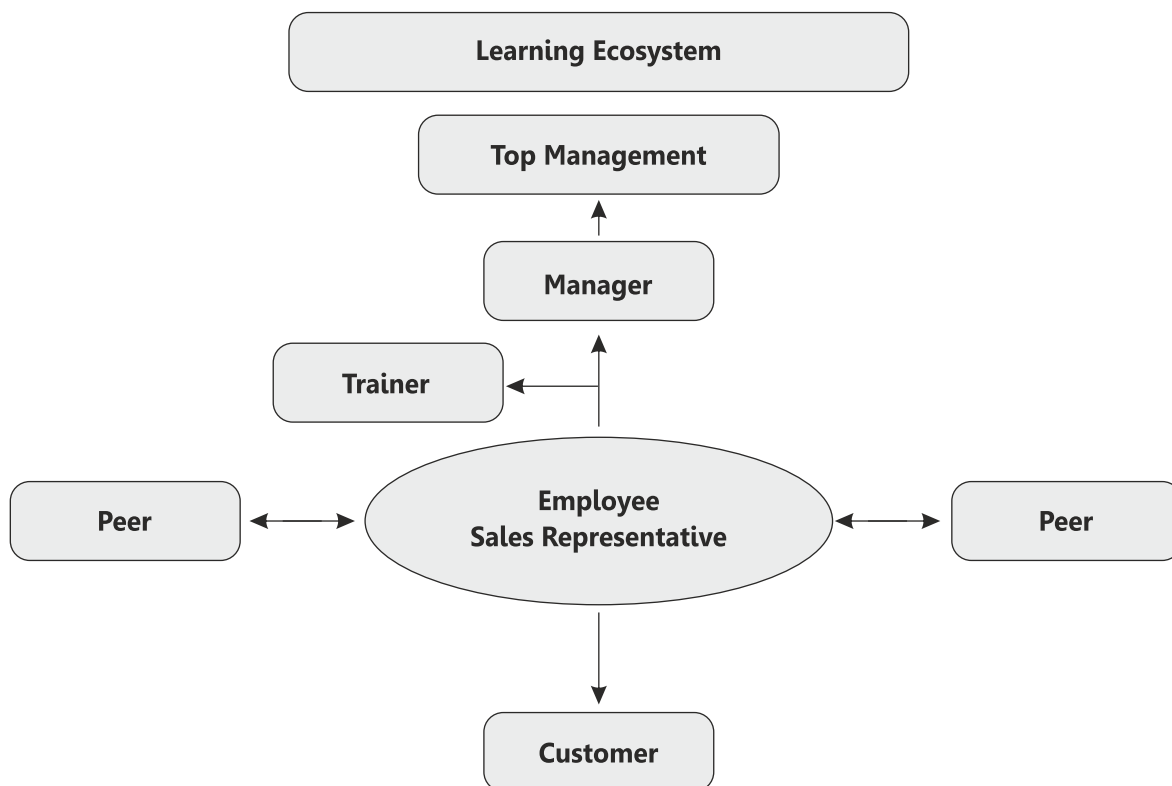 Learning Ecosystem
Top Management
Manager
Trainer
Peer
Employee
Sales Representative
Peer
Customer